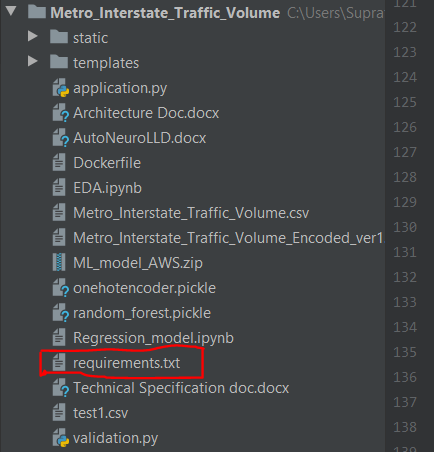 Metro_Interstate_Traffic_Volume C:\Users\Suprat
static
templates
application.py
Architecture Doc.docx
AutoNeuroLLD.docx
Dockerfile
EDA.ipynb
Metro_Interstate_Traffic_Volume.csv
Metro_Interstate_Traffic_Volume_Encoded_ver1.
ML_model_AWS.zip
onehotencoder.pickle
random_forest.pickle
Regression_model.ipynb
requirements.txt
Technical Specification doc.docx
test1.csv
validation.py
121
122
123
124
125
126
127
128
129
130
131
132
133
134
135
136
137
138
139